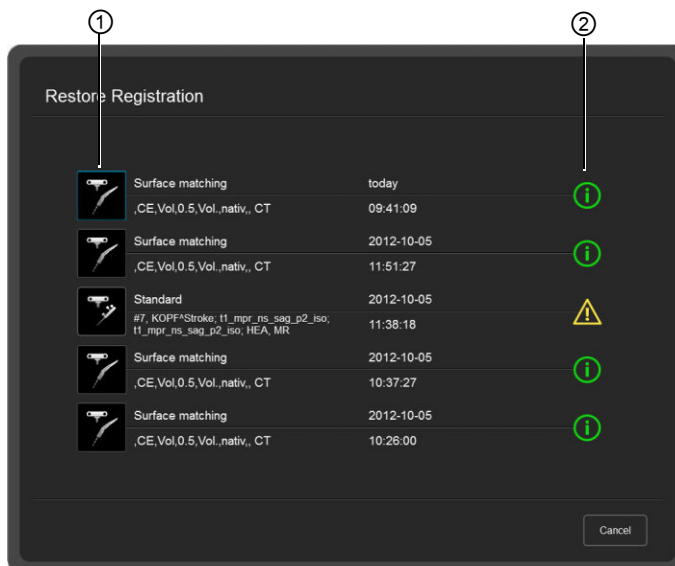 ① ②
Restore Registration
Surface matching today
,CE,Vol,0.5,Vol.,nativ,, CT 09:41:09
Surface matching 2012-10-05
,CE,Vol,0.5,Vol.,nativ,, CT 11:51:27
Standard 2012-10-05
#7, KOPF^Stroke; t1_mpr_ns_sag_p2_iso;
t1_mpr_ns_sag_p2_iso; HEA, MR 11:38:18
Surface matching 2012-10-05
,CE,Vol,0.5,Vol.,nativ,, CT 10:37:27
Surface matching 2012-10-05
,CE,Vol,0.5,Vol.,nativ,, CT 10:26:00
Cancel